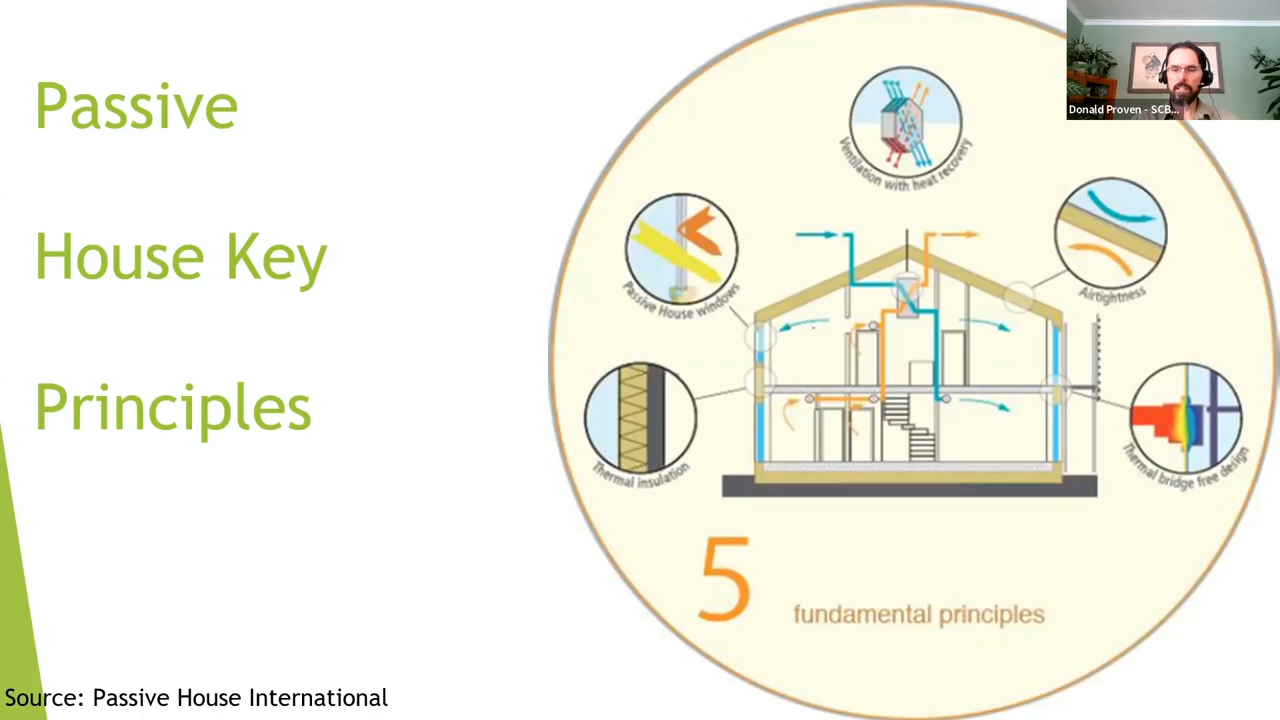 Passive
House Key
Principles
Donald Proven - SCB...
Ventilation with heat recovery
Passive House windows
Airtightness
Thermal insulation
Thermal bridge free design
5
fundamental principles
Source: Passive House International